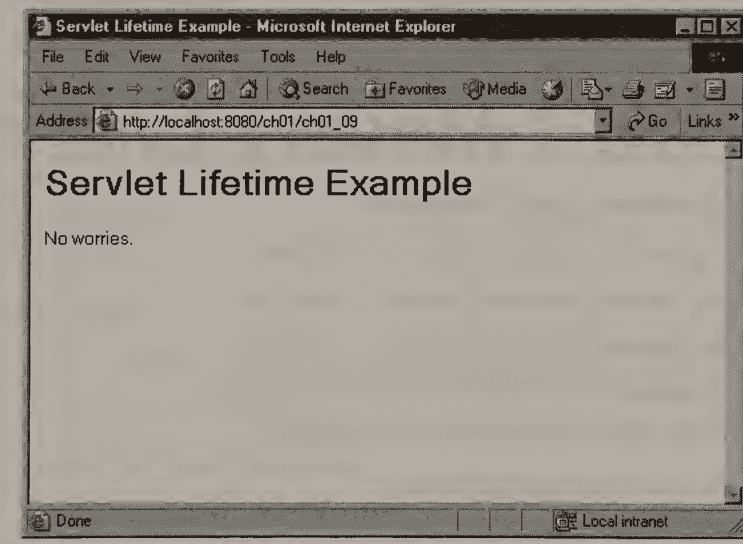 Servlet Lifetime Example - Microsoft Internet Explorer
File Edit View Favorites Tools Help
Back Search Favorites Media
Address http://localhost:8080/ch01/ch01_09 Go Links »
Servlet Lifetime Example
No worries.
Done Local intranet